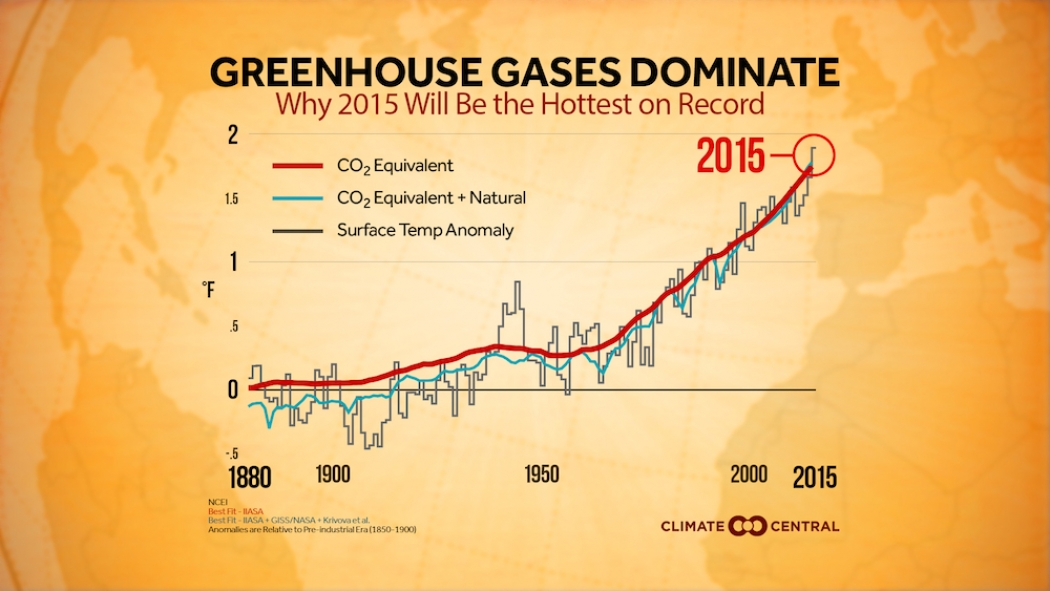 GREENHOUSE GASES DOMINATE
Why 2015 Will Be the Hottest on Record
2
2015
CO₂ Equivalent
1.5
CO₂ Equivalent + Natural
Surface Temp Anomaly
1
°F
.5
0
-.5
1880 1900 1950 2000 2015
NCEI
Best Fit - IIASA
Best Fit - IIASA + GISS/NASA + Krivova et al.
Anomalies are Relative to Pre-industrial Era (1850-1900)
CLIMATE CENTRAL